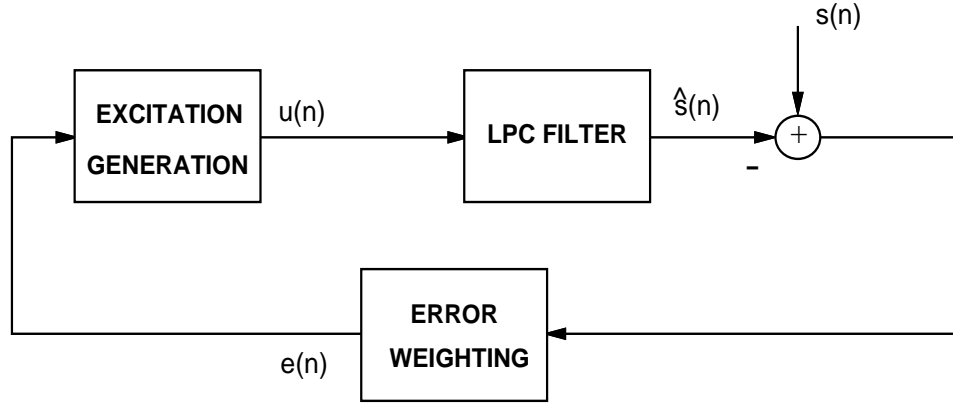 s(n)
EXCITATION
GENERATION
u(n)
LPC FILTER
ŝ(n)
+
-
ERROR
WEIGHTING
e(n)